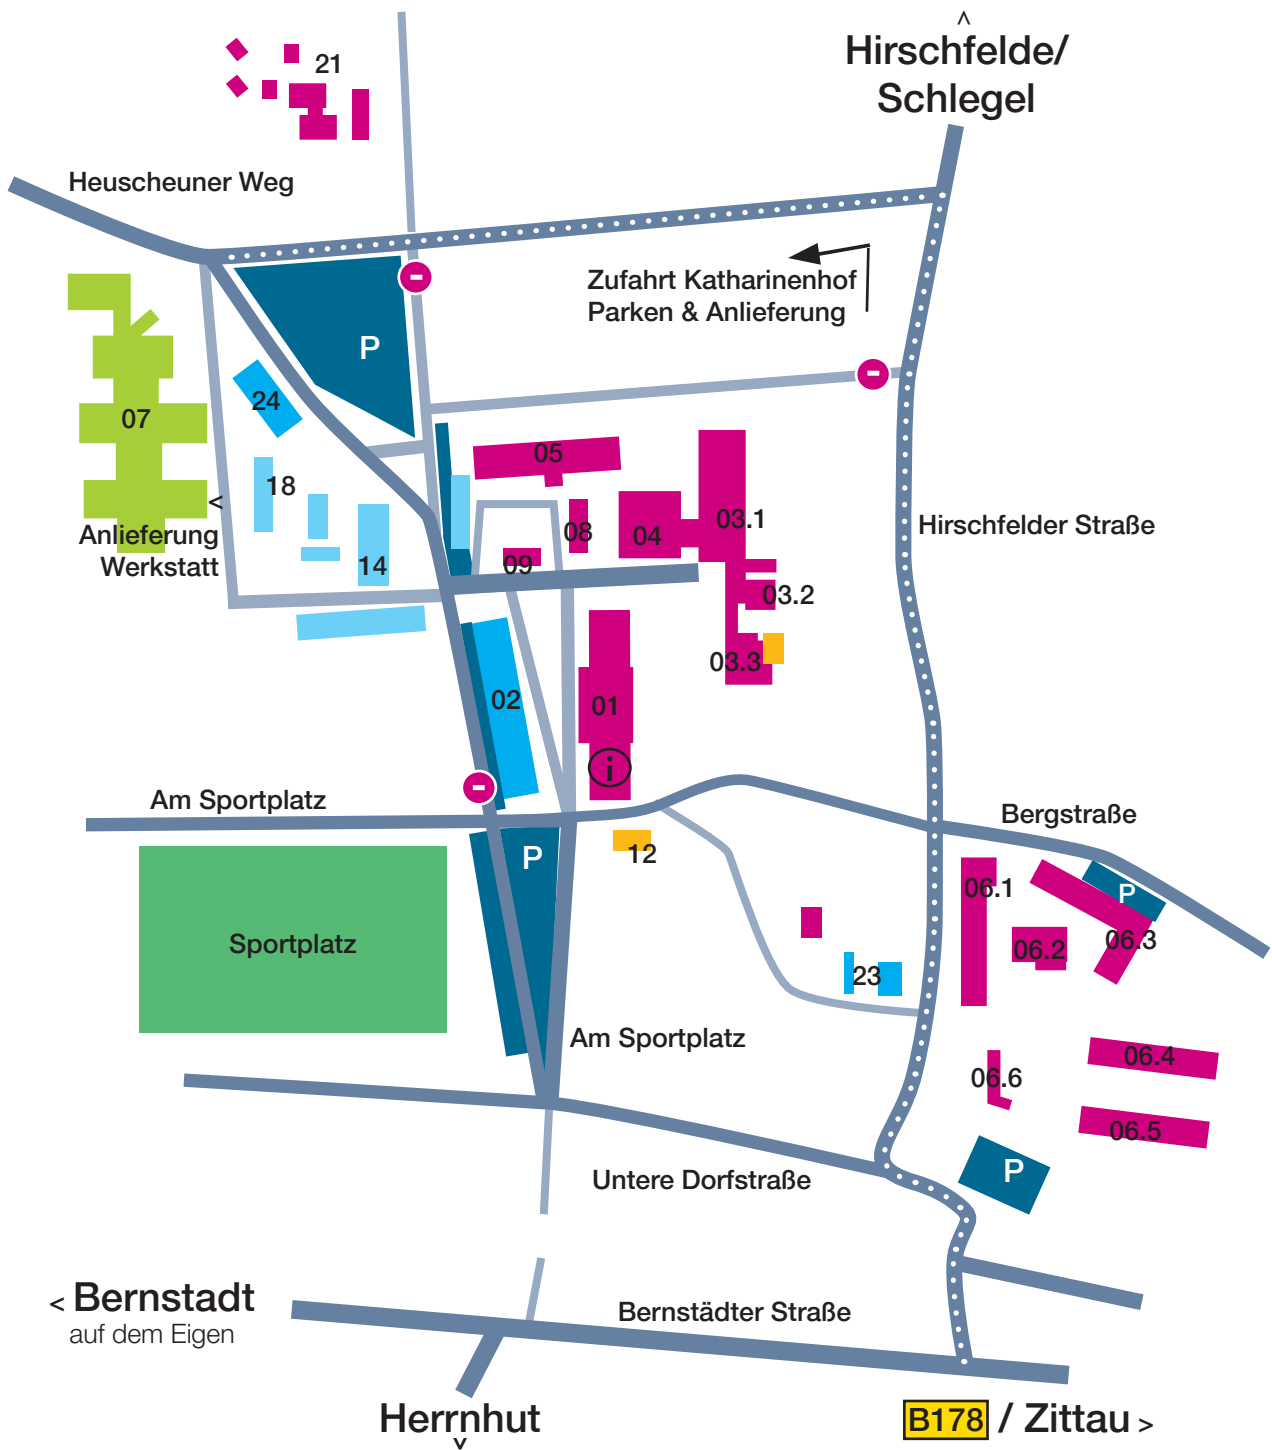 ^
Hirschfelde/
Schlegel
21
Heuscheuner Weg
Zufahrt Katharinenhof
Parken & Anlieferung
P
24
07
05
18
08
04
03.1
<
Anlieferung
Werkstatt
Hirschfelder Straße
14
09
03.2
03.3
02
01
i
Am Sportplatz
Bergstraße
P
12
06.1
P
Sportplatz
06.2
06.3
23
Am Sportplatz
06.4
06.6
06.5
P
Untere Dorfstraße
< Bernstadt
auf dem Eigen
Bernstädter Straße
Herrnhut
˅
B178 / Zittau >